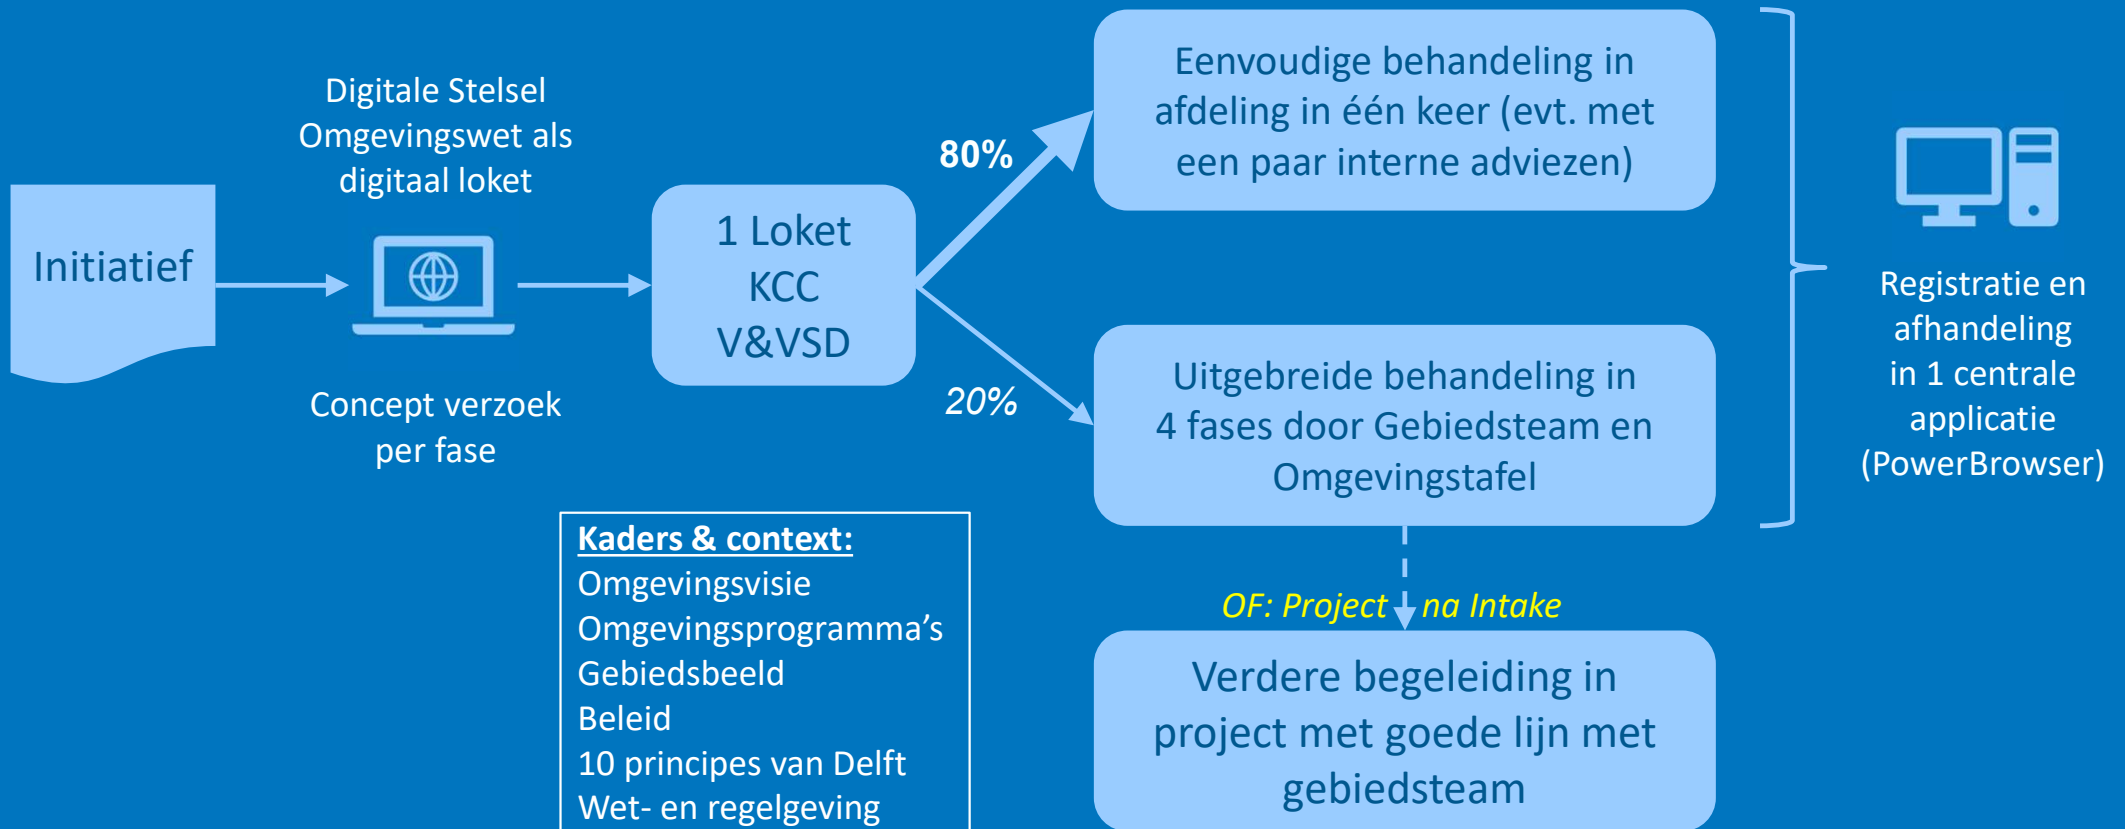 Initiatief
Digitale Stelsel
Omgevingswet als
digitaal loket
Concept verzoek
per fase
1 Loket
KCC
V&VSD
80%
20%
Eenvoudige behandeling in
afdeling in één keer (evt. met
een paar interne adviezen)
Uitgebreide behandeling in
4 fases door Gebiedsteam en
Omgevingstafel
OF: Project na Intake
Verdere begeleiding in
project met goede lijn met
gebiedsteam
Registratie en
afhandeling
in 1 centrale
applicatie
(PowerBrowser)
Kaders & context:
Omgevingsvisie
Omgevingsprogramma’s
Gebiedsbeeld
Beleid
10 principes van Delft
Wet- en regelgeving